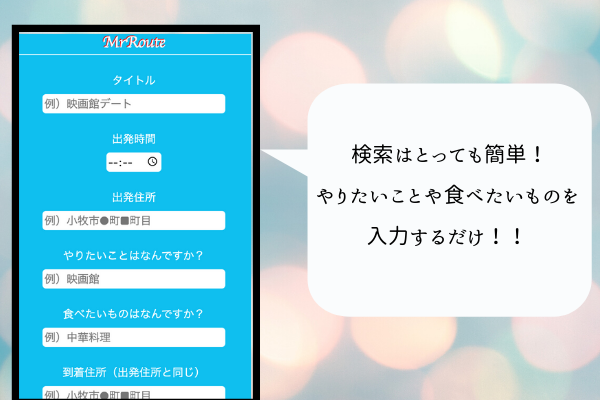 MrRoute
タイトル
例）映画館デート
出発時間
--:--
出発住所
例）小牧市●町■町目
やりたいことはなんですか？
例）映画館
食べたいものはなんですか？
例）中華料理
到着住所（出発住所と同じ）
例）小牧市●町■町目
検索はとっても簡単！
やりたいことや食べたいものを
入力するだけ！！